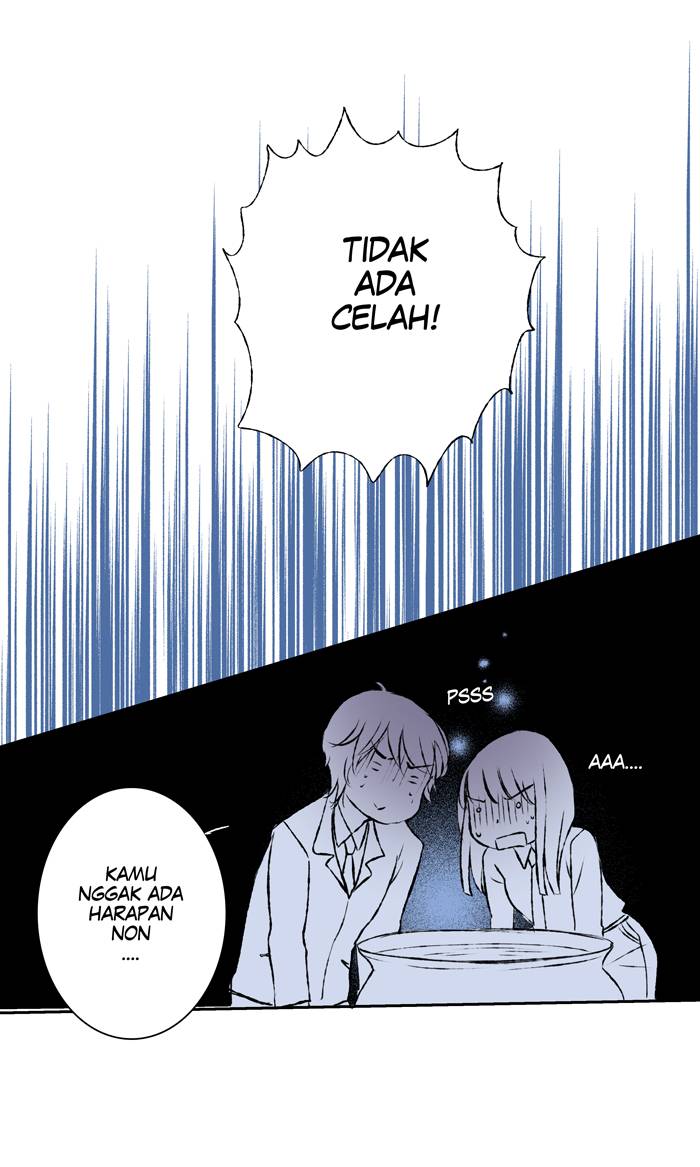 TIDAK
ADA
CELAH!
PSSS
AAA....
KAMU
NGGAK ADA
HARAPAN
NON
....